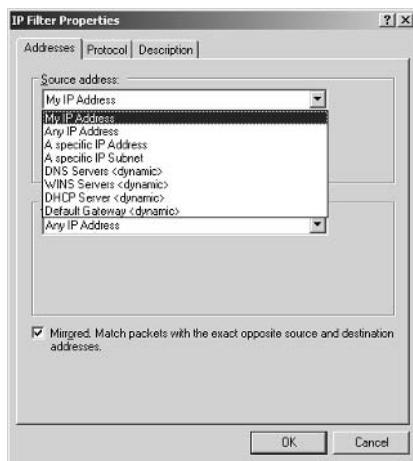 IP Filter Properties
Addresses
Protocol
Description
Source address:
My IP Address
My IP Address
Any IP Address
A specific IP Address
A specific IP Subnet
DNS Servers <dynamic>
WINS Servers <dynamic>
DHCP Server <dynamic>
Default Gateway <dynamic>
Any IP Address
Mirrored. Match packets with the exact opposite source and destination
addresses.
OK
Cancel